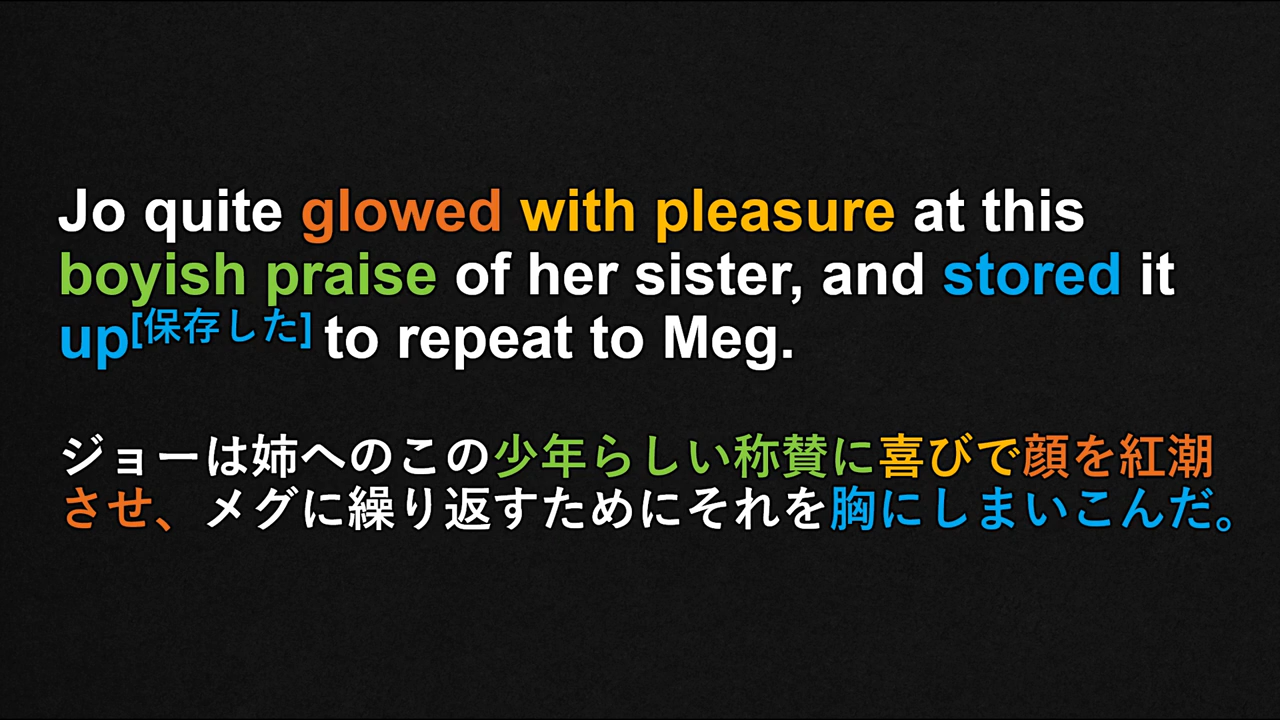 Jo quite glowed with pleasure at this
boyish praise of her sister, and stored it
up[保存した] to repeat to Meg.
ジョーは姉へのこの少年らしい称賛に喜びで顔を紅潮
させ、メグに繰り返すためにそれを胸にしまいこんだ。